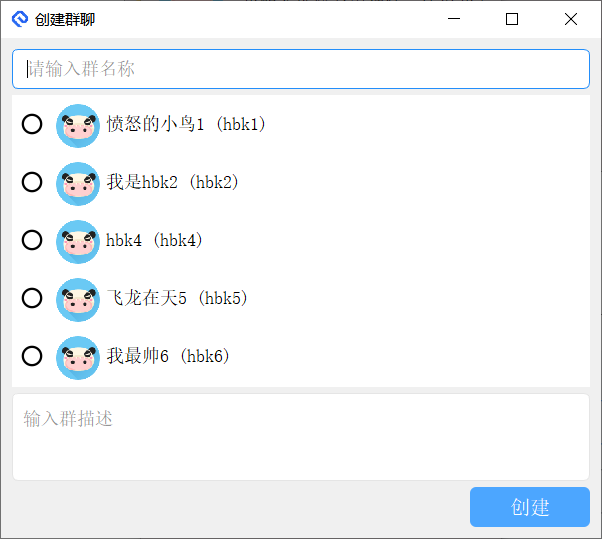 创建群聊
请输入群名称
愤怒的小鸟1 (hbk1)
我是hbk2 (hbk2)
hbk4 (hbk4)
飞龙在天5 (hbk5)
我最帅6 (hbk6)
输入群描述
创建